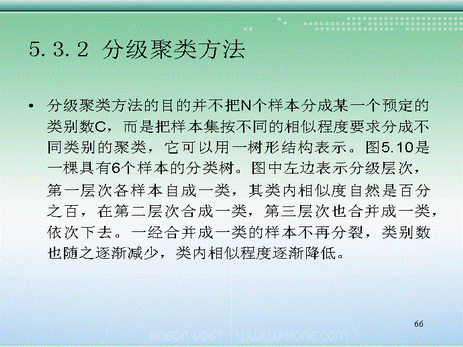 5.3.2 分级聚类方法
• 分级聚类方法的目的并不把N个样本分成某一个预定的
类别数C，而是把样本集按不同的相似程度要求分成不
同类别的聚类，它可以用一树形结构表示。图5.10是
一棵具有6个样本的分类树。图中左边表示分级层次，
第一层次各样本自成一类，其类内相似度自然是百分
之百，在第二层次合成一类，第三层次也合并成一类，
依次下去。一经合并成一类的样本不再分裂，类别数
也随之逐渐减少，类内相似程度逐渐降低。
66